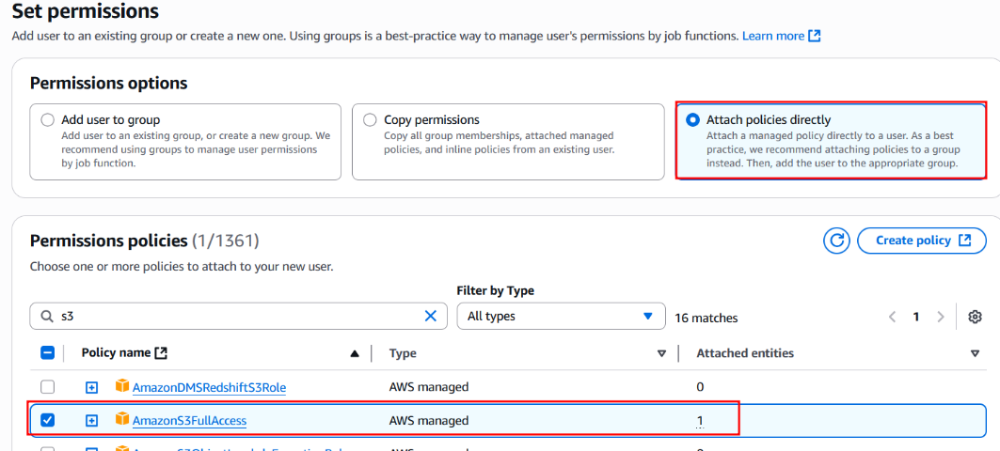 Set permissions
Add user to an existing group or create a new one. Using groups is a best-practice way to manage user's permissions by job functions. Learn more
Permissions options
Add user to group
Add user to an existing group, or create a new group. We
recommend using groups to manage user permissions
by job function.
Copy permissions
Copy all group memberships, attached managed
policies, and inline policies from an existing user.
Attach policies directly
Attach a managed policy directly to a user. As a best
practice, we recommend attaching policies to a group
instead. Then, add the user to the appropriate group.
Permissions policies (1/1361)
Create policy
Choose one or more policies to attach to your new user.
Filter by Type
s3
All types
16 matches
1
Policy name
Type
Attached entities
AmazonDMSRedshiftS3Role
AWS managed
0
AmazonS3FullAccess
AWS managed
1